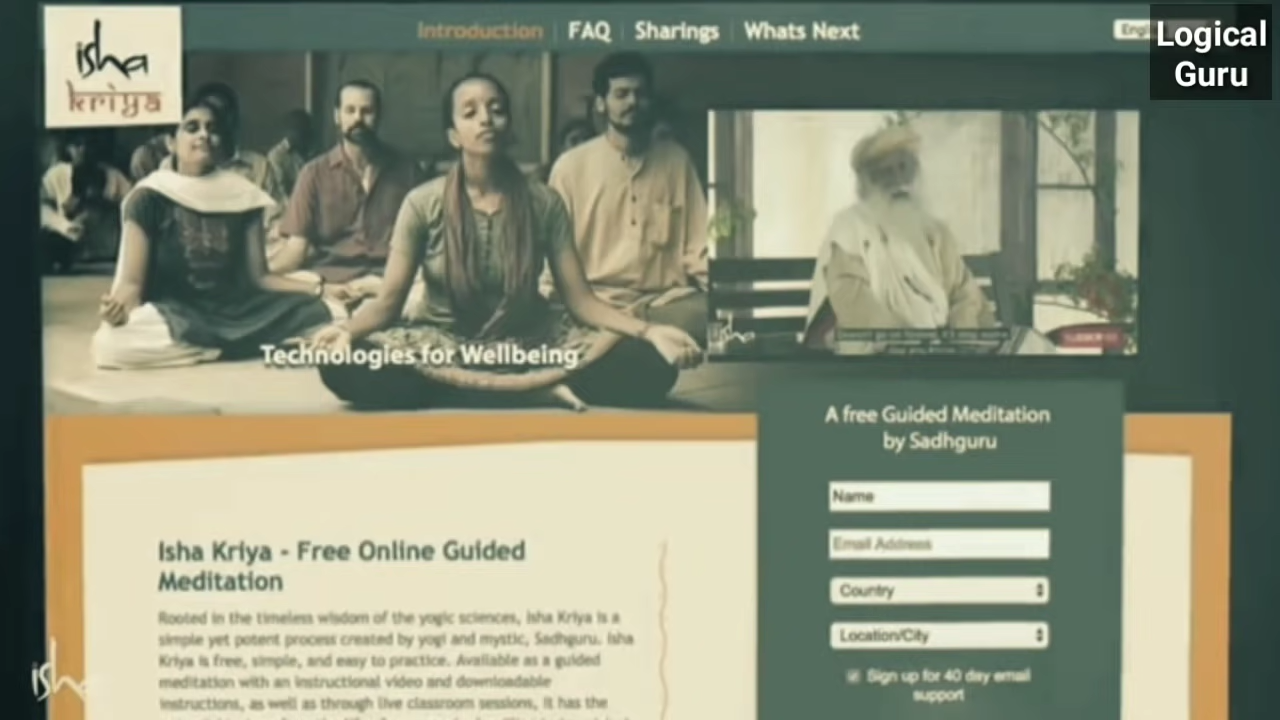 isha
kriya
Introduction
FAQ
Sharings
Whats Next
Logical
Guru
Technologies for Wellbeing
isha
A free Guided Meditation
by Sadhguru
Name
Email Address
Country
Location/City
Sign up for 40 day email
support
Isha Kriya - Free Online Guided
Meditation
Rooted in the timeless wisdom of the yogic sciences, Isha Kriya is a
simple yet potent process created by yogi and mystic, Sadhguru. Isha
Kriya is free, simple, and easy to practice. Available as a guided
meditation with an instructional video and downloadable
instructions, as well as through live classroom sessions, it has the
isha